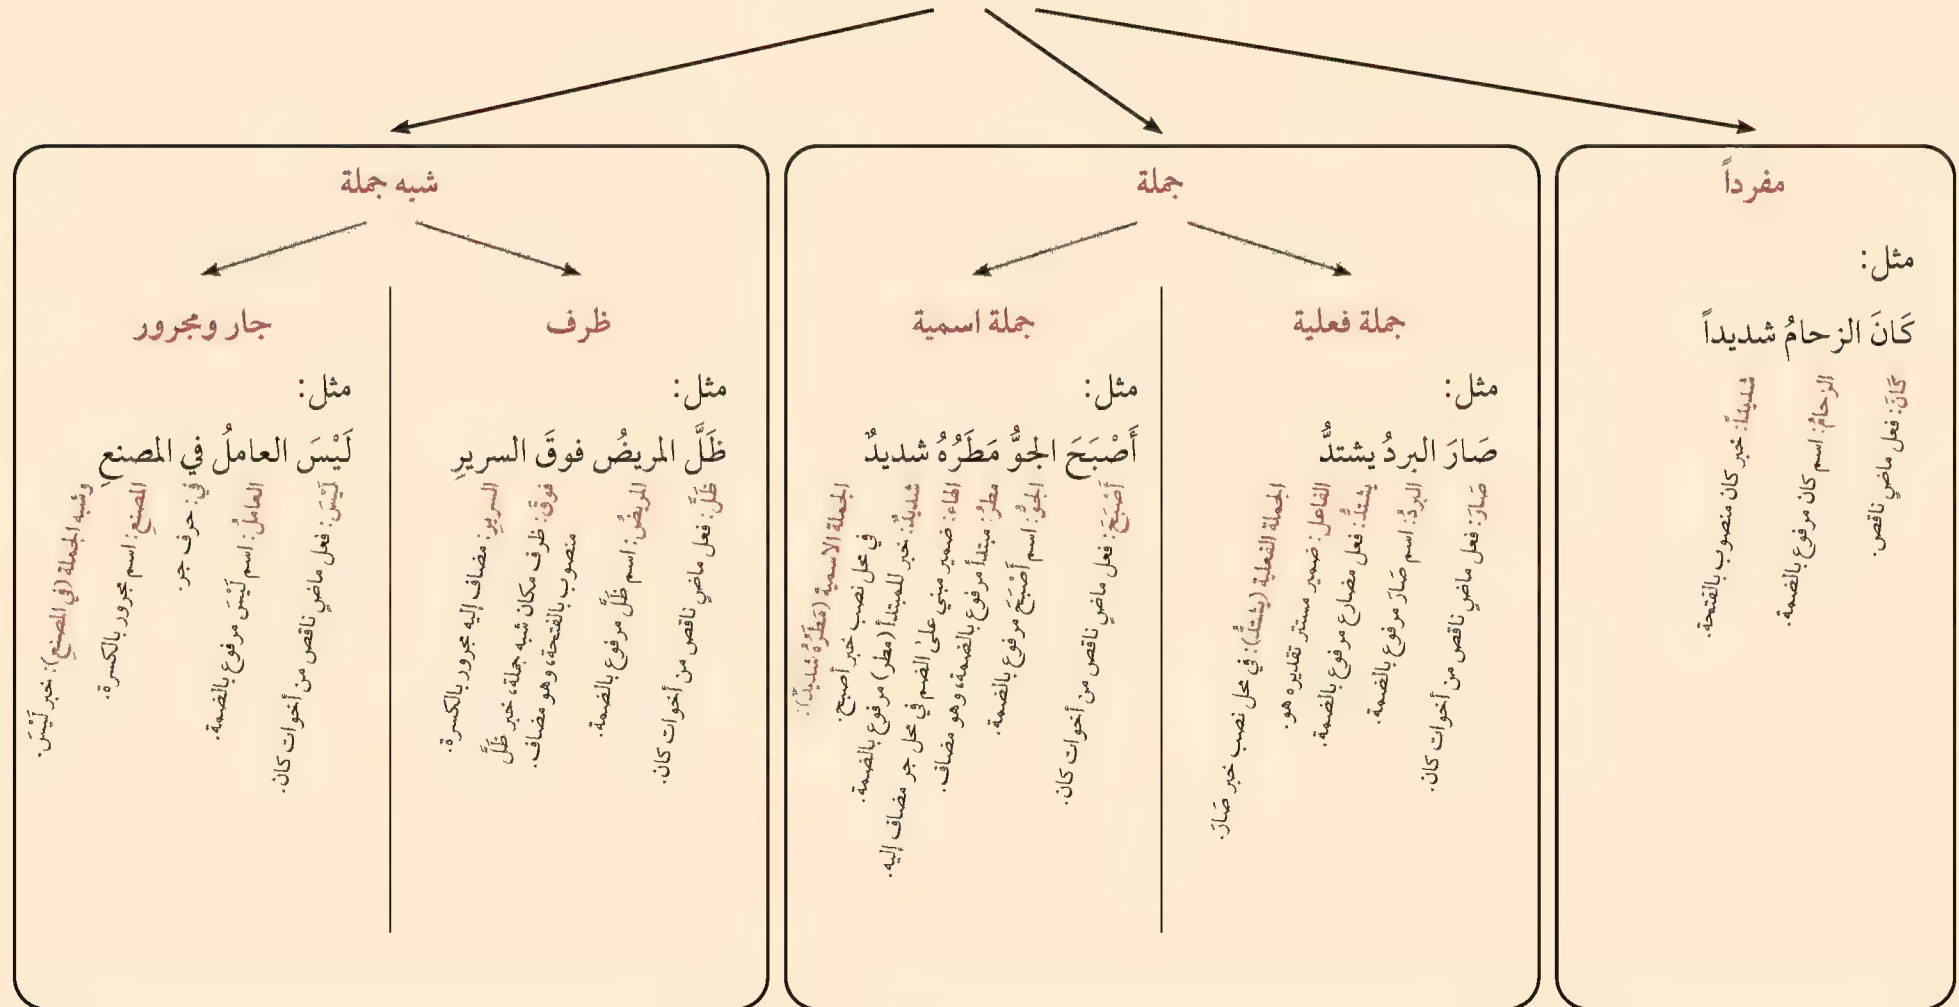 مفرداً
مثل:
كَانَ الزحامُ شديداً
كَانَ: فعل ماضي ناقص.
الزحامُ: اسم كان مرفوع بالضمة.
شديداً: خبر كان منصوب بالفتحة.
جملة
جملة فعلية
مثل:
صَارَ البردُ يشتدُّ
صَارَ: فعل ماضي ناقص من أخوات كان.
البردُ: اسم صَارَ مرفوع بالضمة.
يشتدُّ: فعل مضارع مرفوع بالضمة.
الفاعل: ضمير مستتر تقديره هو.
الجملة الفعلية (يشتدُّ): في محل نصب خبر صَارَ.
جملة اسمية
مثل:
أَصْبَحَ الجوُّ مَطَرُهُ شديدٌ
أَصْبَحَ: فعل ماضي ناقص من أخوات كان.
الجوُّ: اسم أَصْبَحَ مرفوع بالضمة.
مطرُ: مبتدأ مرفوع بالضمة، وهو مضاف.
الهاء: ضمير مبني على الضم في محل جر مضاف إليه.
شديدٌ: خبر للمبتدأ (مطر) مرفوع بالضمة.
الجملة الاسمية (مَطَرُهُ شديدٌ):
في محل نصب خبر أصبح.
شبه جملة
ظرف
مثل:
ظَلَّ المريضُ فوقَ السريرِ
ظَلَّ: فعل ماضي ناقص من أخوات كان.
المريضُ: اسم ظَلَّ مرفوع بالضمة.
فوقَ: ظرف مكان شبه جملة، خبر ظَلَّ
منصوب بالفتحة، وهو مضاف.
السريرِ: مضاف إليه مجرور بالكسرة.
جار ومجرور
مثل:
لَيْسَ العاملُ في المصنعِ
لَيْسَ: فعل ماضي ناقص من أخوات كان.
العاملُ: اسم لَيْسَ مرفوع بالضمة.
في: حرف جر.
المصنعِ: اسم مجرور بالكسرة.
وشبه الجملة (في المصنعِ): خبر لَيْسَ.